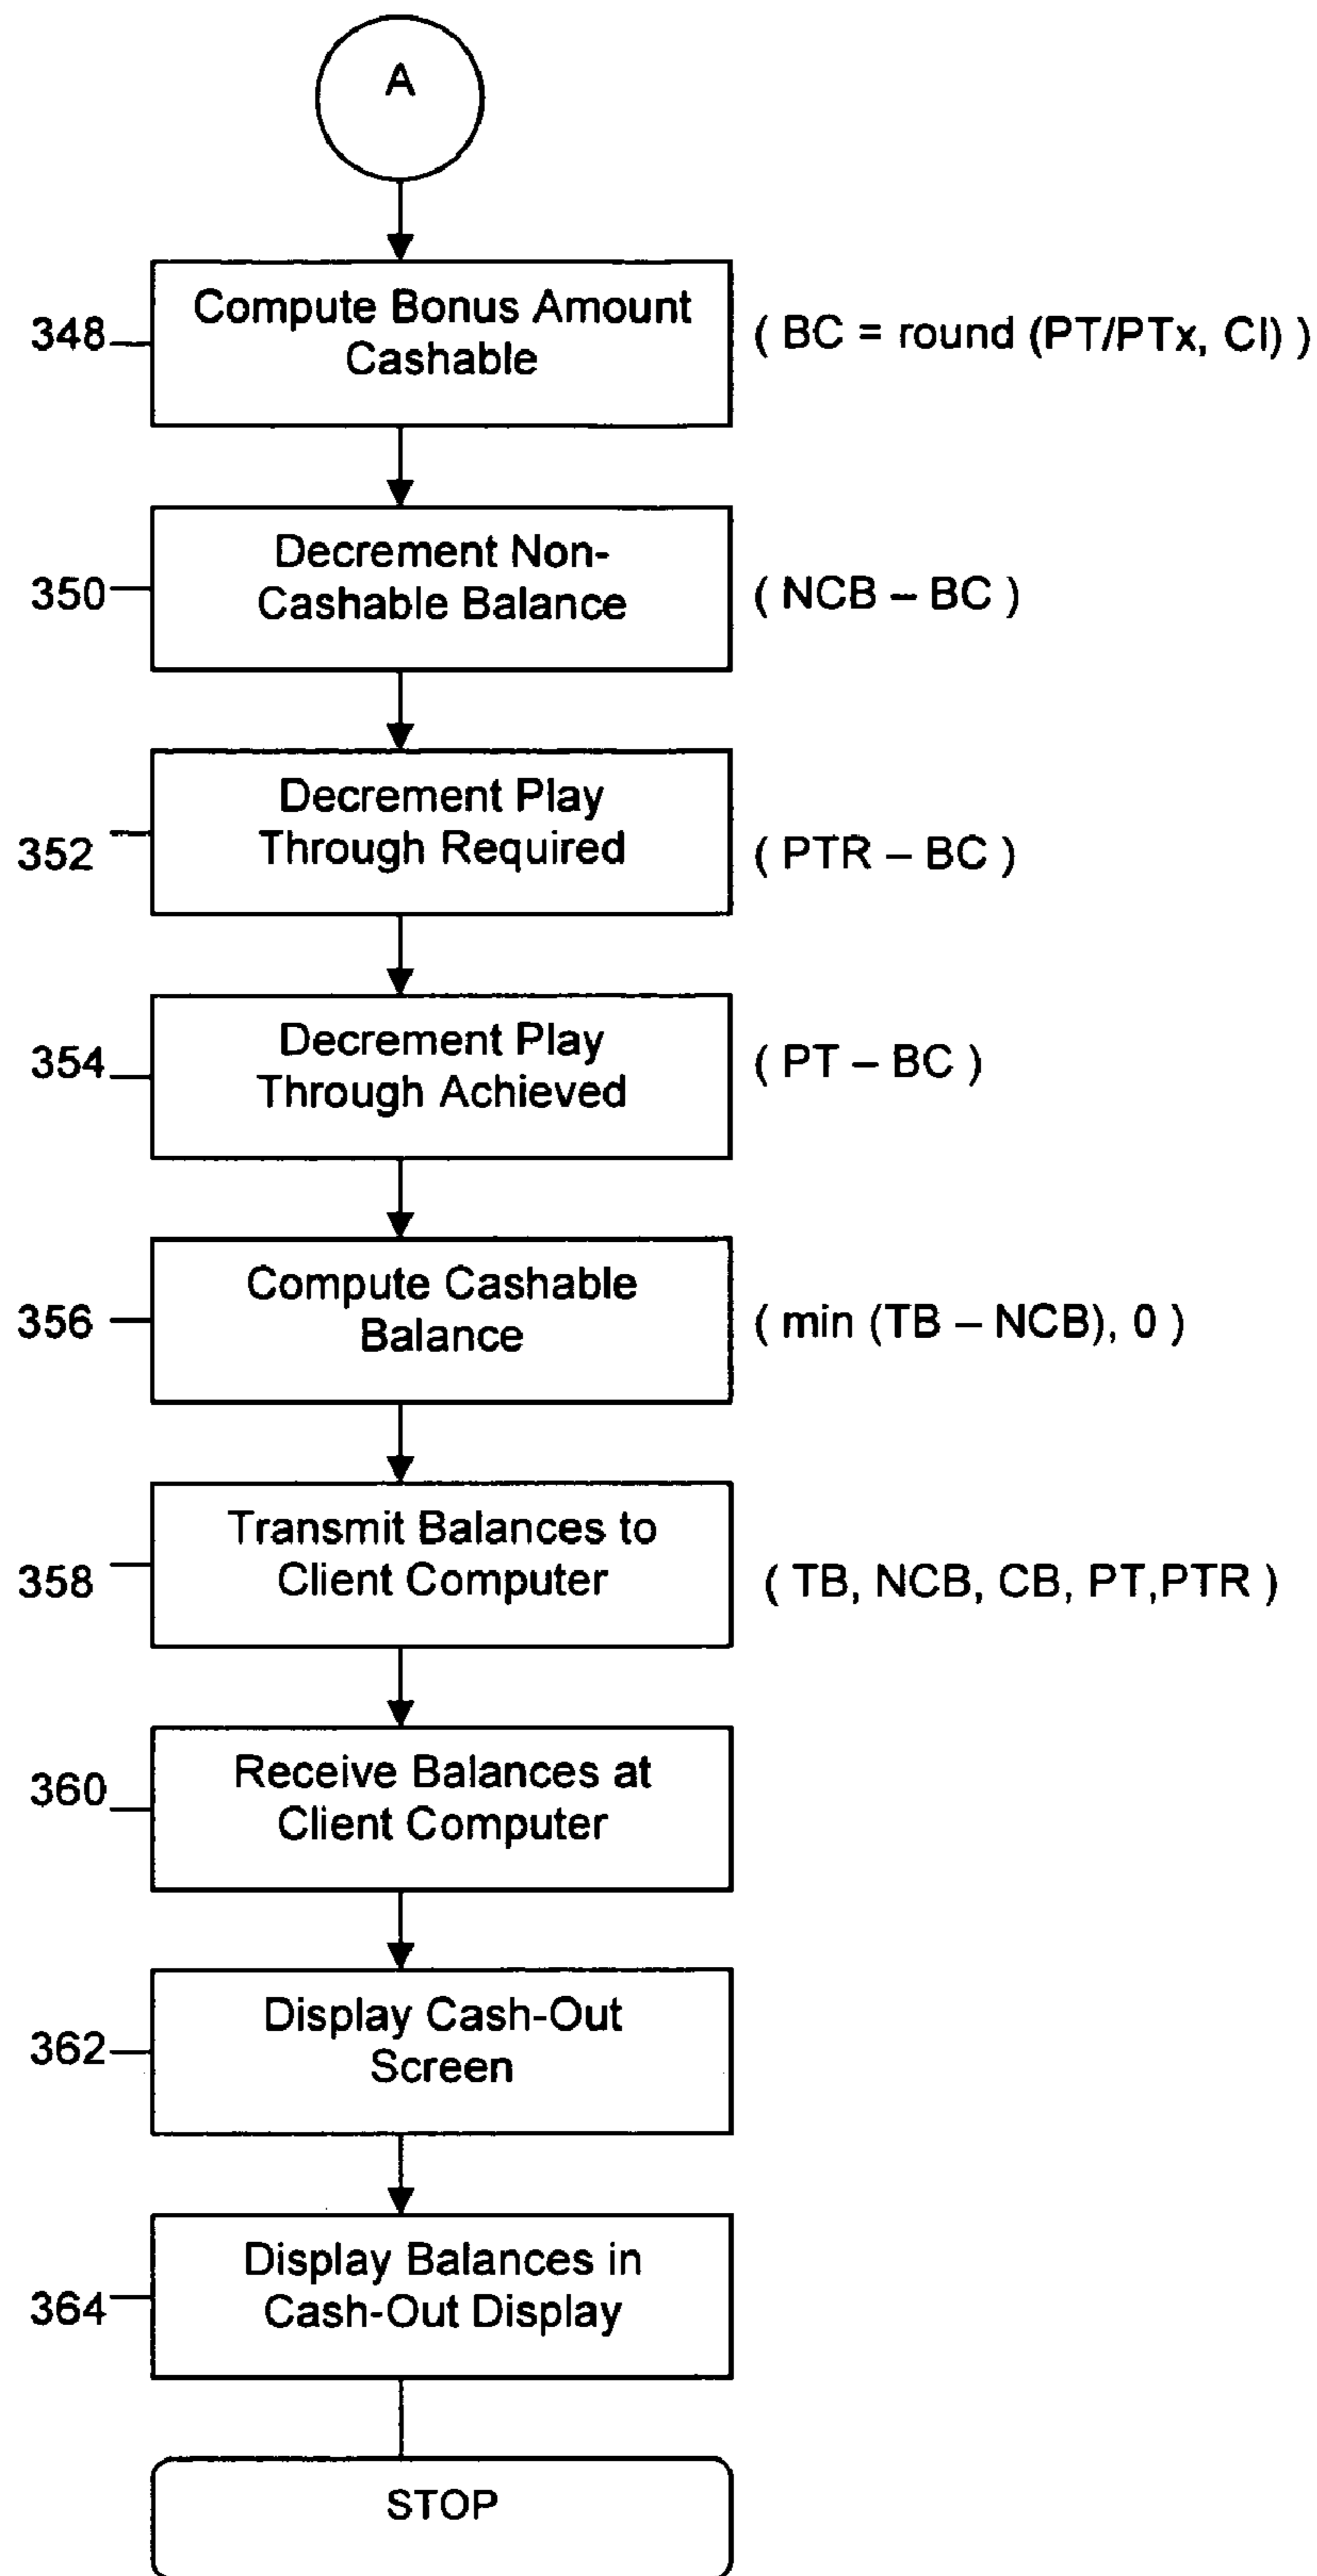 A
348
Compute Bonus Amount
Cashable
( BC = round (PT/PTx, CI) )
350
Decrement Non-
Cashable Balance
( NCB – BC )
352
Decrement Play
Through Required
( PTR – BC )
354
Decrement Play
Through Achieved
( PT – BC )
356
Compute Cashable
Balance
( min (TB – NCB), 0 )
358
Transmit Balances to
Client Computer
( TB, NCB, CB, PT,PTR )
360
Receive Balances at
Client Computer
362
Display Cash-Out
Screen
364
Display Balances in
Cash-Out Display
STOP